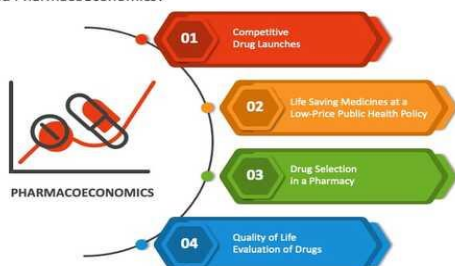 Pharmacoeconomics:
01
Competitive
Drug Launches
02
Life Saving Medicines at a
Low-Price Public Health Policy
03
Drug Selection
in a Pharmacy
PHARMACOECONOMICS
04
Quality of Life
Evaluation of Drugs